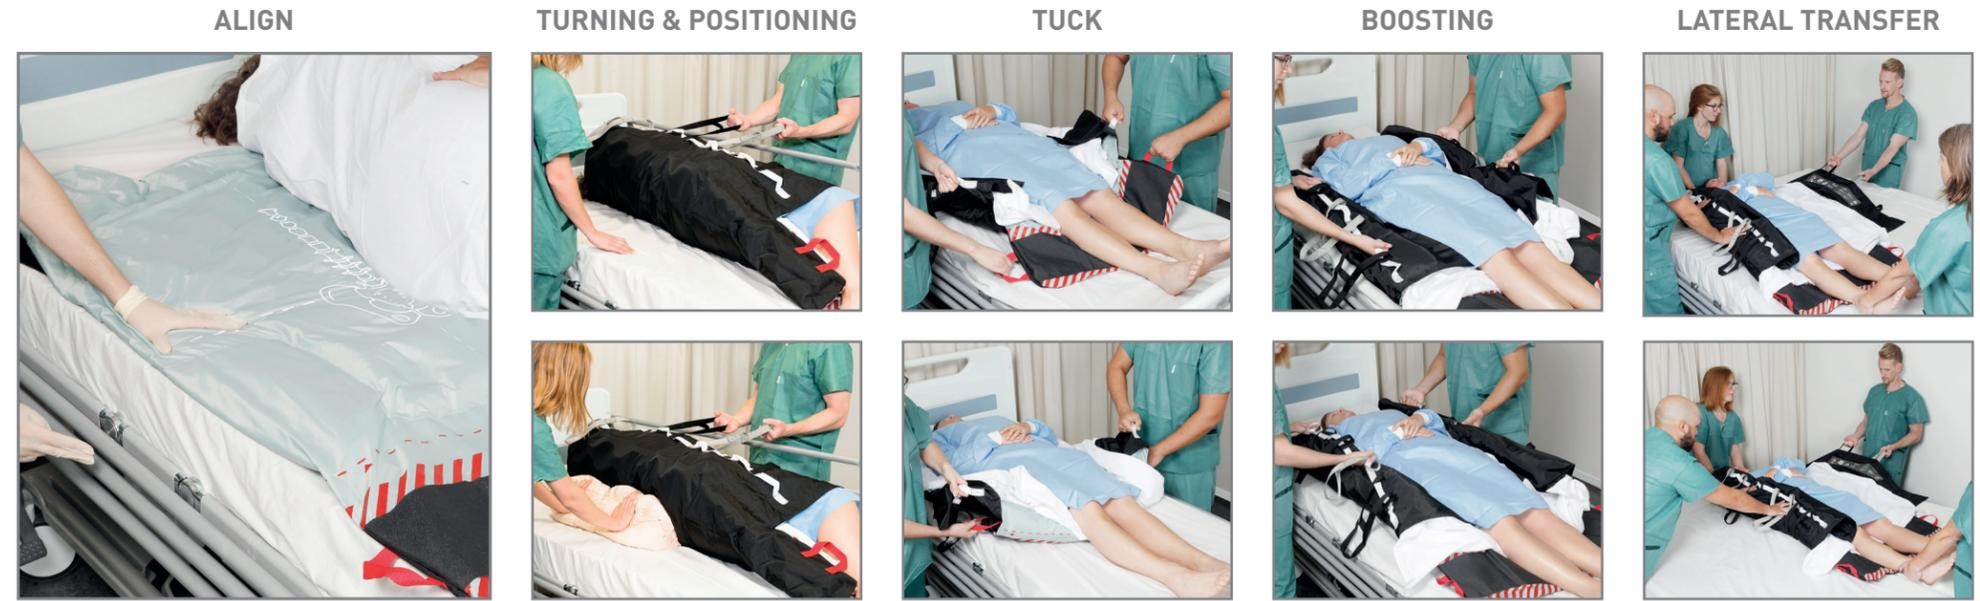 ALIGN
TURNING & POSITIONING
TUCK
BOOSTING
LATERAL TRANSFER